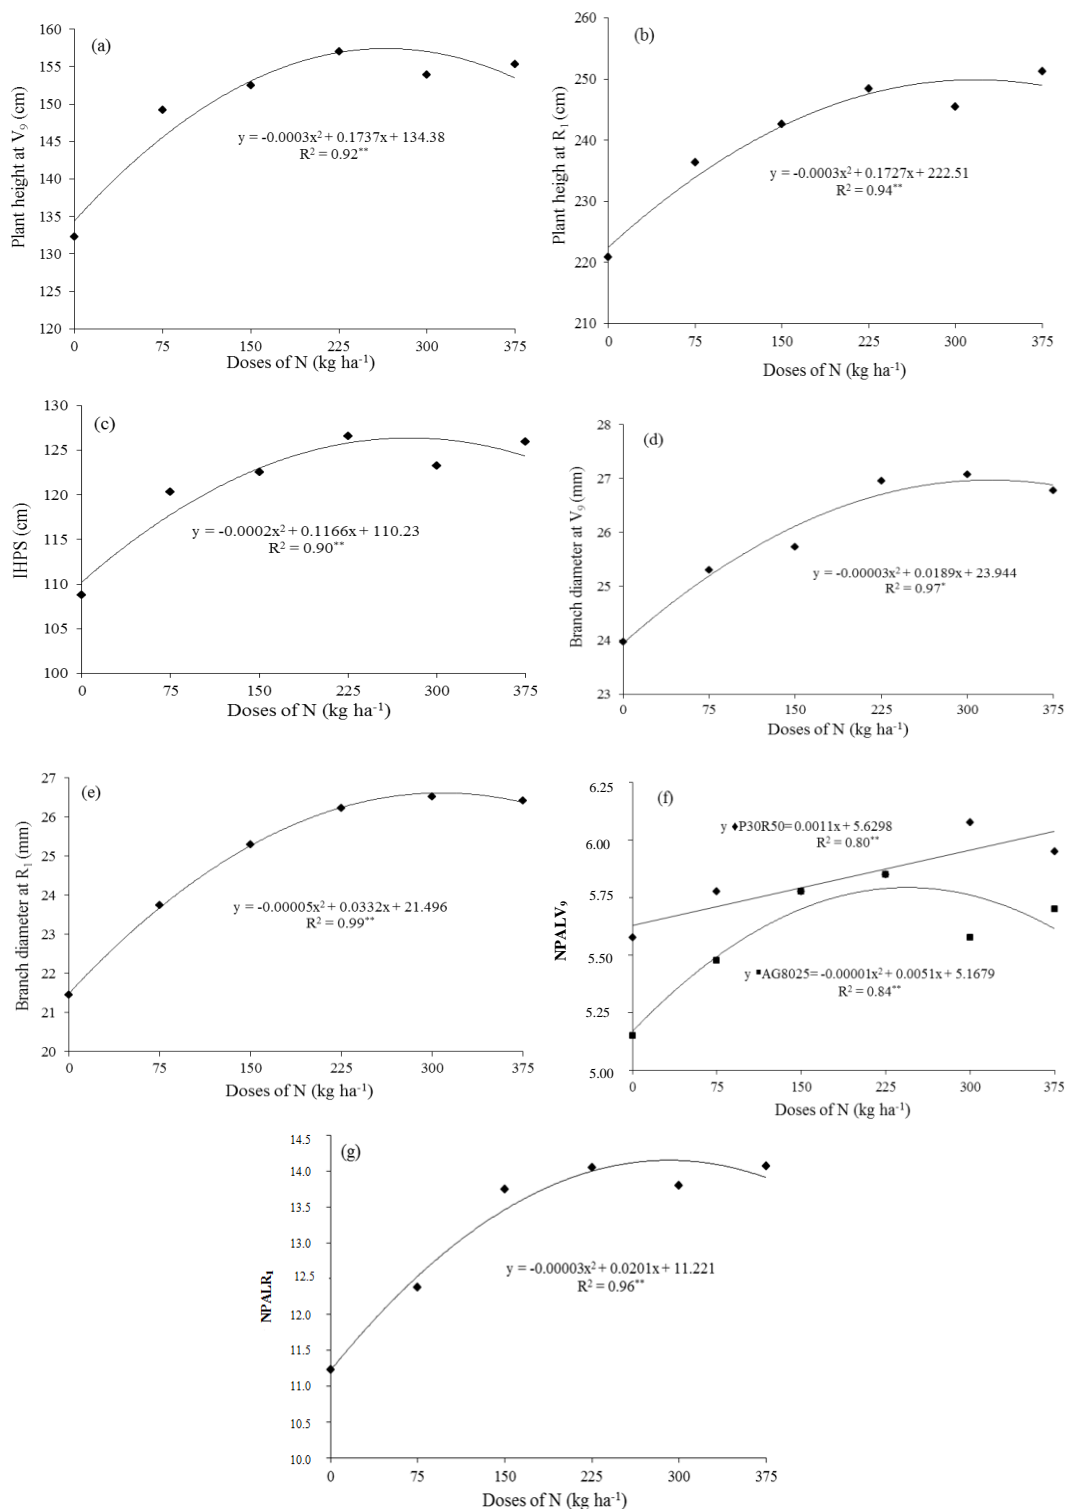 (a)
Plant height at V₉ (cm)
160
155
150
145
140
135
130
125
120
y = -0.0003x² + 0.1737x + 134.38
R² = 0.92**
0 75 150 225 300 375
Doses of N (kg ha⁻¹)
(b)
Plant heigh at R₁ (cm)
260
250
240
230
220
210
y = -0.0003x² + 0.1727x + 222.51
R² = 0.94**
0 75 150 225 300 375
Doses of N (kg ha⁻¹)
(c)
IHPS (cm)
130
125
120
115
110
105
100
y = -0.0002x² + 0.1166x + 110.23
R² = 0.90**
0 75 150 225 300 375
Doses of N (kg ha⁻¹)
(d)
Branch diameter at V₉ (mm)
28
27
26
25
24
23
y = -0.00003x² + 0.0189x + 23.944
R² = 0.97*
0 75 150 225 300 375
Doses of N (kg ha⁻¹)
(e)
Branch diameter at R₁ (mm)
27
26
25
24
23
22
21
20
y = -0.00005x² + 0.0332x + 21.496
R² = 0.99**
0 75 150 225 300 375
Doses of N (kg ha⁻¹)
(f)
NPALV₉
6.25
6.00
5.75
5.50
5.25
5.00
y ♦P30R50= 0.0011x + 5.6298
R² = 0.80**
y ■AG8025= -0.00001x² + 0.0051x + 5.1679
R² = 0.84**
0 75 150 225 300 375
Doses of N (kg ha⁻¹)
(g)
NPALR₁
14.5
14.0
13.5
13.0
12.5
12.0
11.5
11.0
10.5
10.0
y = -0.00003x² + 0.0201x + 11.221
R² = 0.96**
0 75 150 225 300 375
Doses of N (kg ha⁻¹)